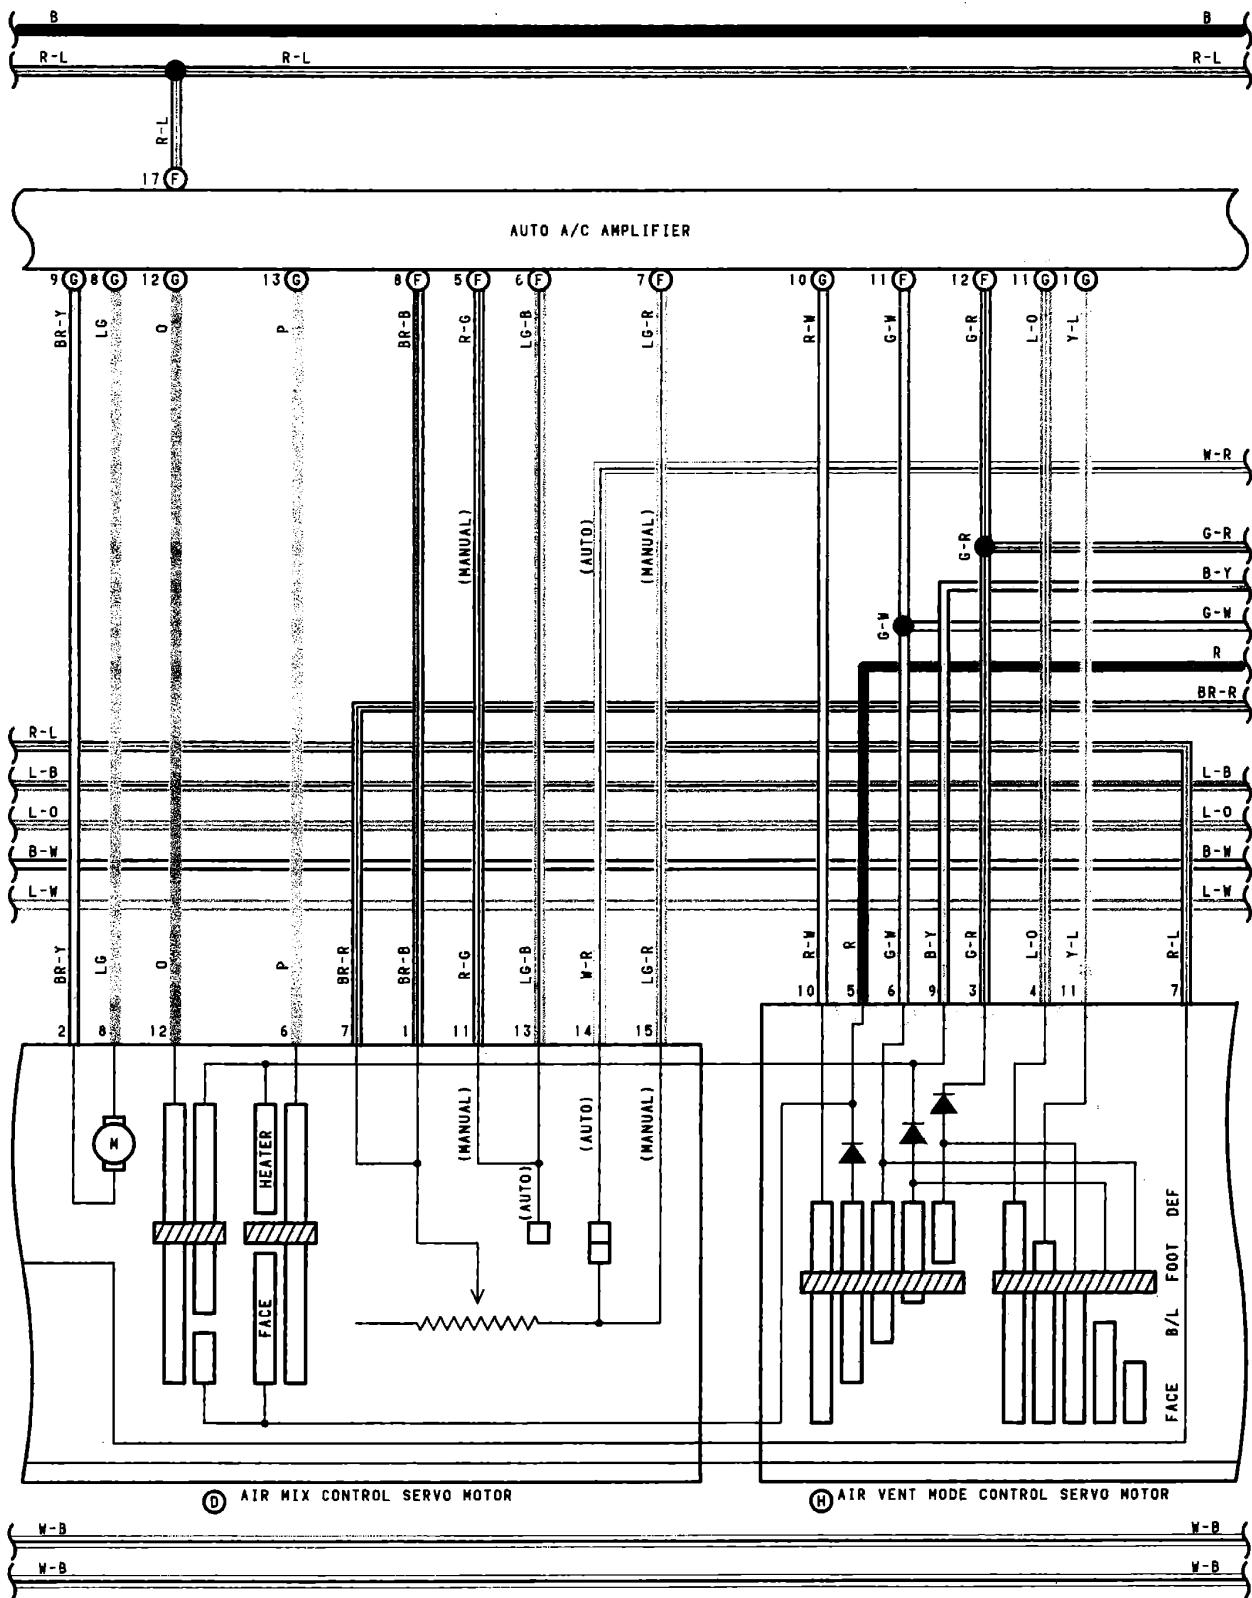 B B
R-L R-L R-L
R-L
17 F
AUTO A/C AMPLIFIER
9 G 8 G 12 G 13 G 8 F 5 F 6 F 7 F 10 G 11 F 12 F 11 G 1 G
BR-Y LG O P BR-B R-G LG-B LG-R R-W G-W G-R L-O Y-L
W-R
(MANUAL) (AUTO) (MANUAL)
G-R G-R
B-Y
G-W G-W
R
BR-R
R-L
L-B L-B
L-O L-O
B-W B-W
L-W L-W
BR-Y LG O P BR-R BR-B R-G LG-B W-R LG-R R-W R G-W B-Y G-R L-O Y-L R-L
10 5 6 9 3 4 11 7
2 8 12 6 7 1 11 13 14 15
M
HEATER
(MANUAL) (AUTO) (MANUAL)
(AUTO)
FACE
FACE B/L FOOT DEF
D AIR MIX CONTROL SERVO MOTOR
H AIR VENT MODE CONTROL SERVO MOTOR
W-B W-B
W-B W-B